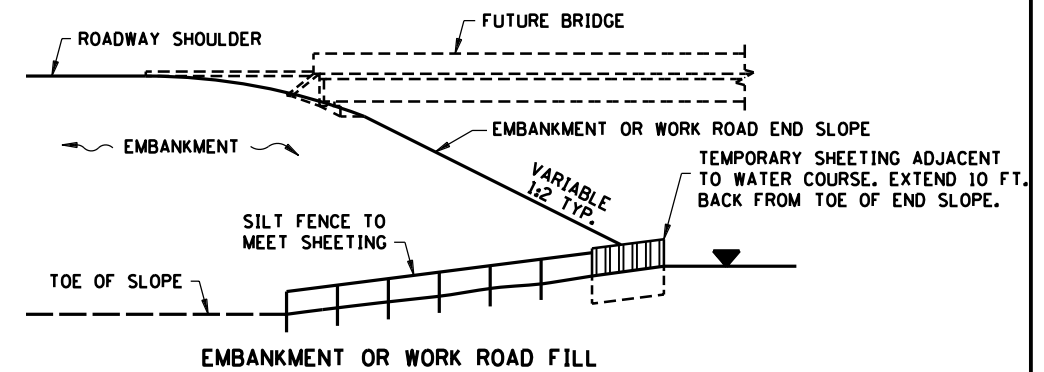 FUTURE BRIDGE
ROADWAY SHOULDER
EMBANKMENT OR WORK ROAD END SLOPE
EMBANKMENT
TEMPORARY SHEETING ADJACENT
TO WATER COURSE. EXTEND 10 FT.
BACK FROM TOE OF END SLOPE.
VARIABLE
1:2 TYP.
SILT FENCE TO
MEET SHEETING
TOE OF SLOPE
EMBANKMENT OR WORK ROAD FILL